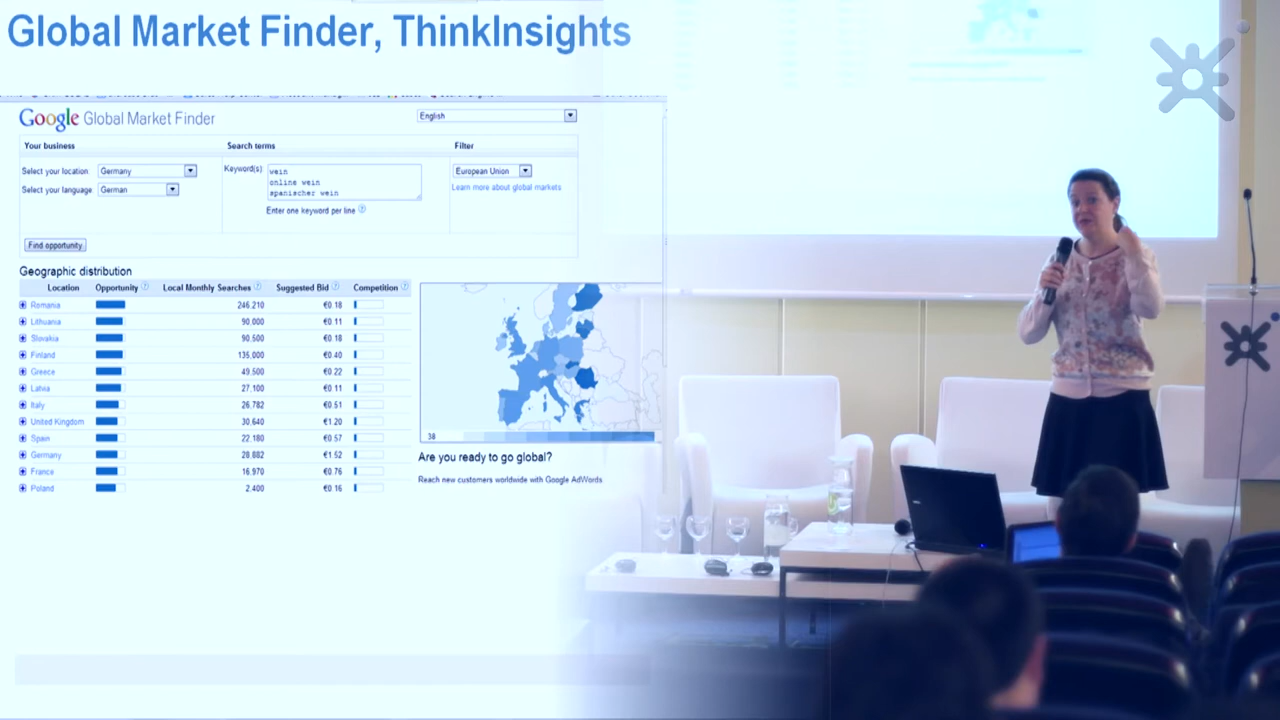 Global Market Finder, ThinkInsights
Google Global Market Finder
English
Your business
Search terms
Filter
Select your location Germany
Select your language German
Keyword(s):
wein
online wein
spanischer wein
Enter one keyword per line
European Union
Learn more about global markets
Find opportunity
Geographic distribution
Location Opportunity Local Monthly Searches Suggested Bid Competition
Romania 246.210 €0.18
Lithuania 90.000 €0.11
Slovakia 90.500 €0.18
Finland 135,000 €0.40
Greece 49,500 €0.22
Latvia 27,100 €0.11
Italy 26,782 €0.51
United Kingdom 30,640 €1.20
Spain 22,180 €0.57
Germany 28,882 €1.52
France 16,970 €0.76
Poland 2,400 €0.16
38
Are you ready to go global?
Reach new customers worldwide with Google AdWords